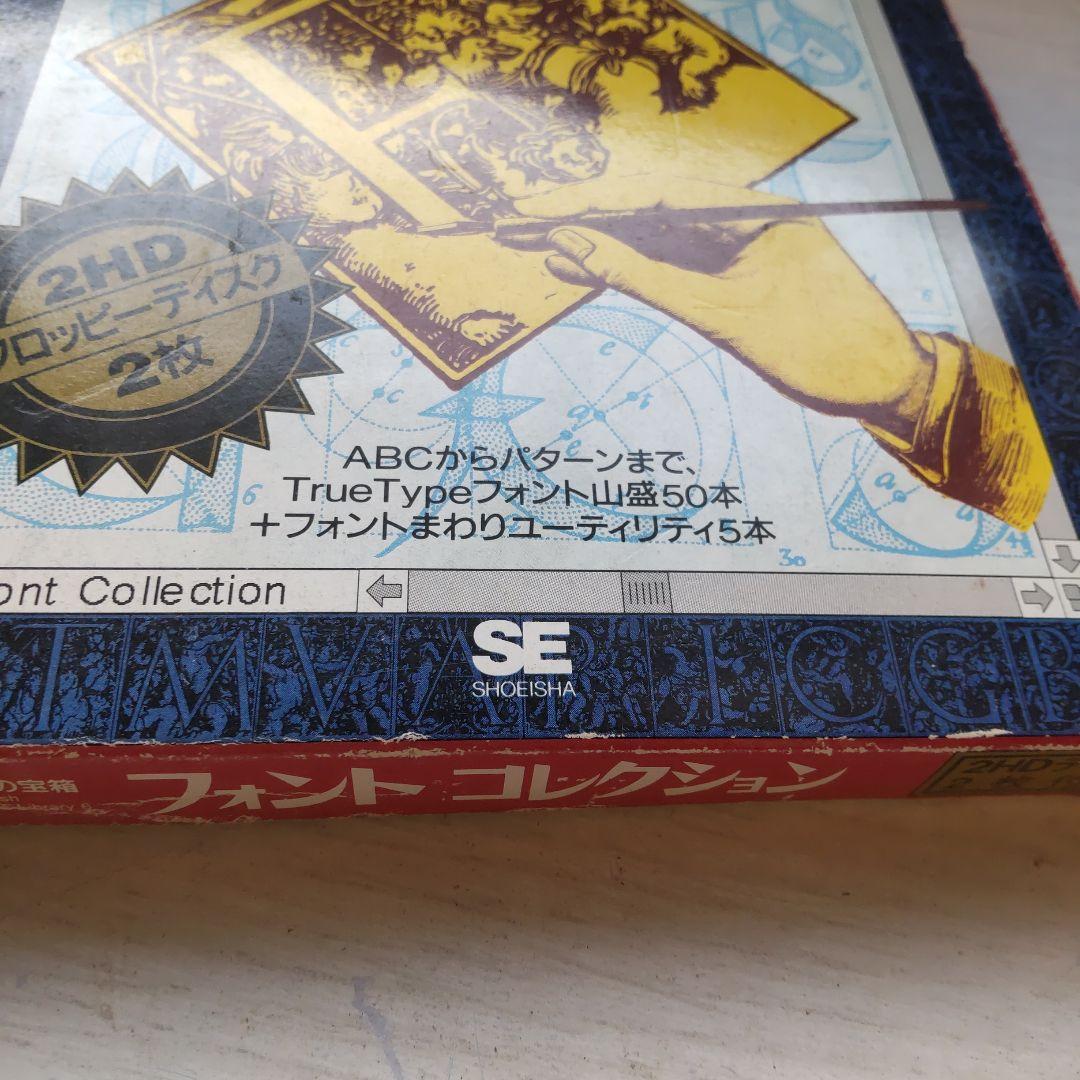 2HD
フロッピーディスク
2枚
ABCからパターンまで、
TrueTypeフォント山盛50本
＋フォントまわりユーティリティ5本
ont Collection
SE
SHOEISHA
の宝箱
フォント コレクション
2HD